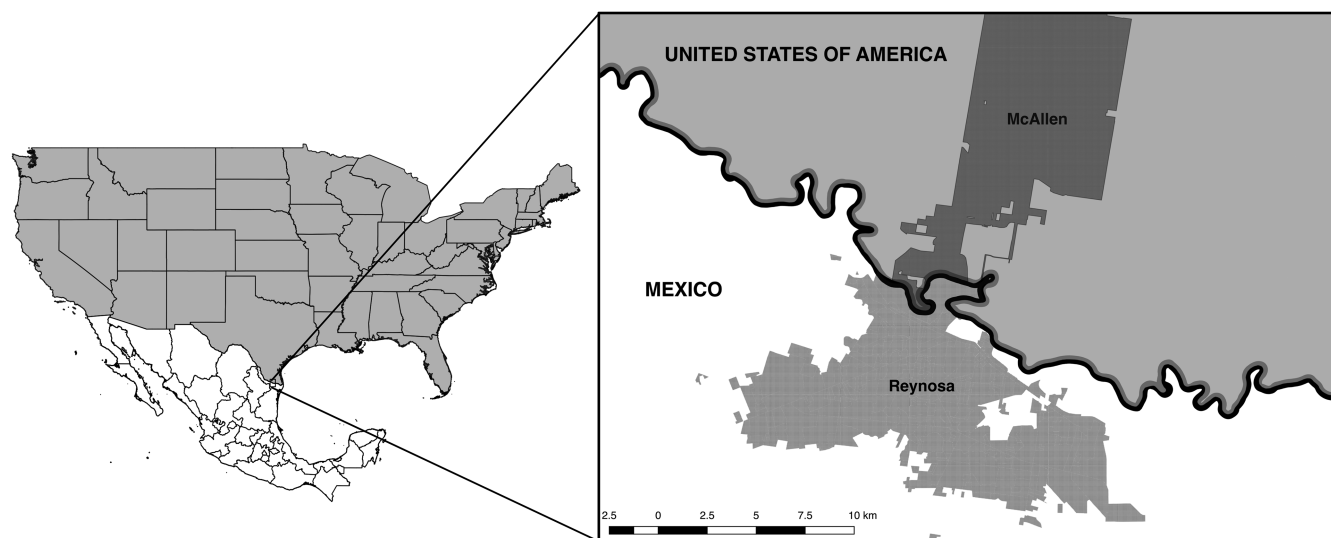 UNITED STATES OF AMERICA
McAllen
MEXICO
Reynosa
2.5 0 2.5 5 7.5 10 km